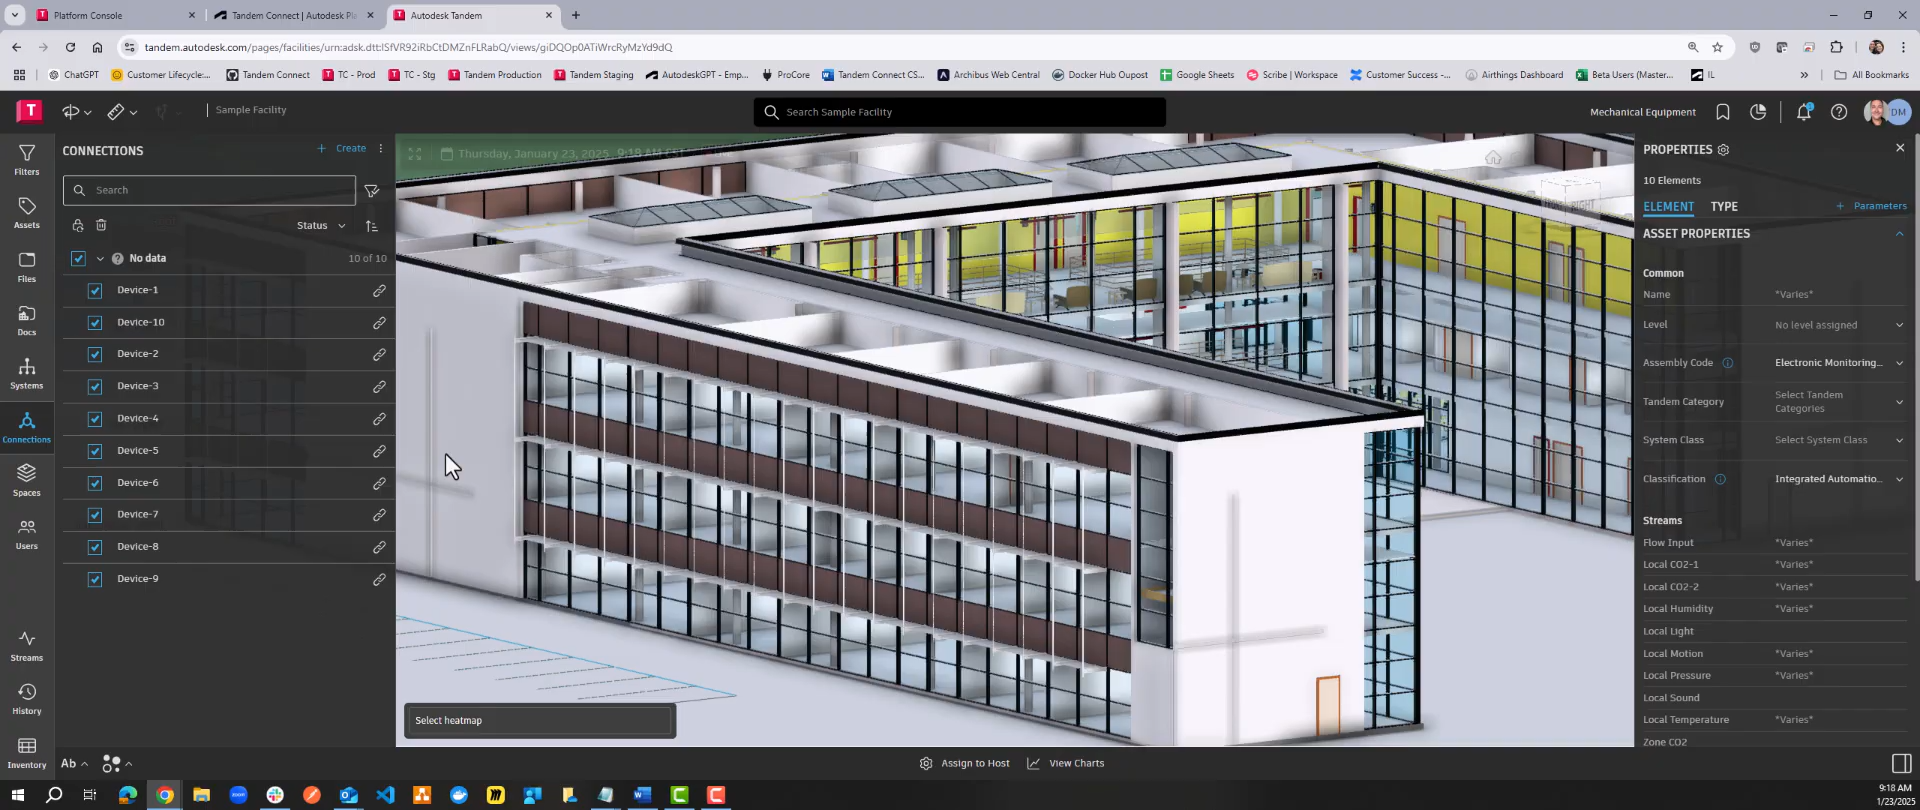 Platform Console
Tandem Connect | Autodesk Pl
Autodesk Tandem
tandem.autodesk.com/pages/facilities/urn:adsk.dtt:ISfVR92iRbCtDMZnFLRabQ/views/giDQOp0ATiWrcRyMzYd9dQ
ChatGPT
Customer Lifecycle:...
Tandem Connect
TC - Prod
TC - Stg
Tandem Production
Tandem Staging
AutodeskGPT - Emp...
ProCore
Tandem Connect CS...
Archibus Web Central
Docker Hub Oupost
Google Sheets
Scribe | Workspace
Customer Success -...
Airthings Dashboard
Beta Users (Master...
IL
All Bookmarks
T
Sample Facility
Search Sample Facility
Mechanical Equipment
DM
Filters
Assets
Files
Docs
Systems
Connections
Spaces
Users
Streams
History
Inventory
CONNECTIONS
Create
Search
Status
No data
10 of 10
Device-1
Device-10
Device-2
Device-3
Device-4
Device-5
Device-6
Device-7
Device-8
Device-9
Thursday, January 23, 2025
9:18 AM
Select heatmap
PROPERTIES
10 Elements
ELEMENT
TYPE
+ Parameters
ASSET PROPERTIES
Common
Name *Varies*
Level No level assigned
Assembly Code Electronic Monitoring...
Tandem Category Select Tandem Categories
System Class Select System Class
Classification Integrated Automatio...
Streams
Flow Input *Varies*
Local CO2-1 *Varies*
Local CO2-2 *Varies*
Local Humidity *Varies*
Local Light
Local Motion *Varies*
Local Pressure *Varies*
Local Sound
Local Temperature *Varies*
Zone CO2
Ab
Assign to Host
View Charts
9:18 AM
1/23/2025